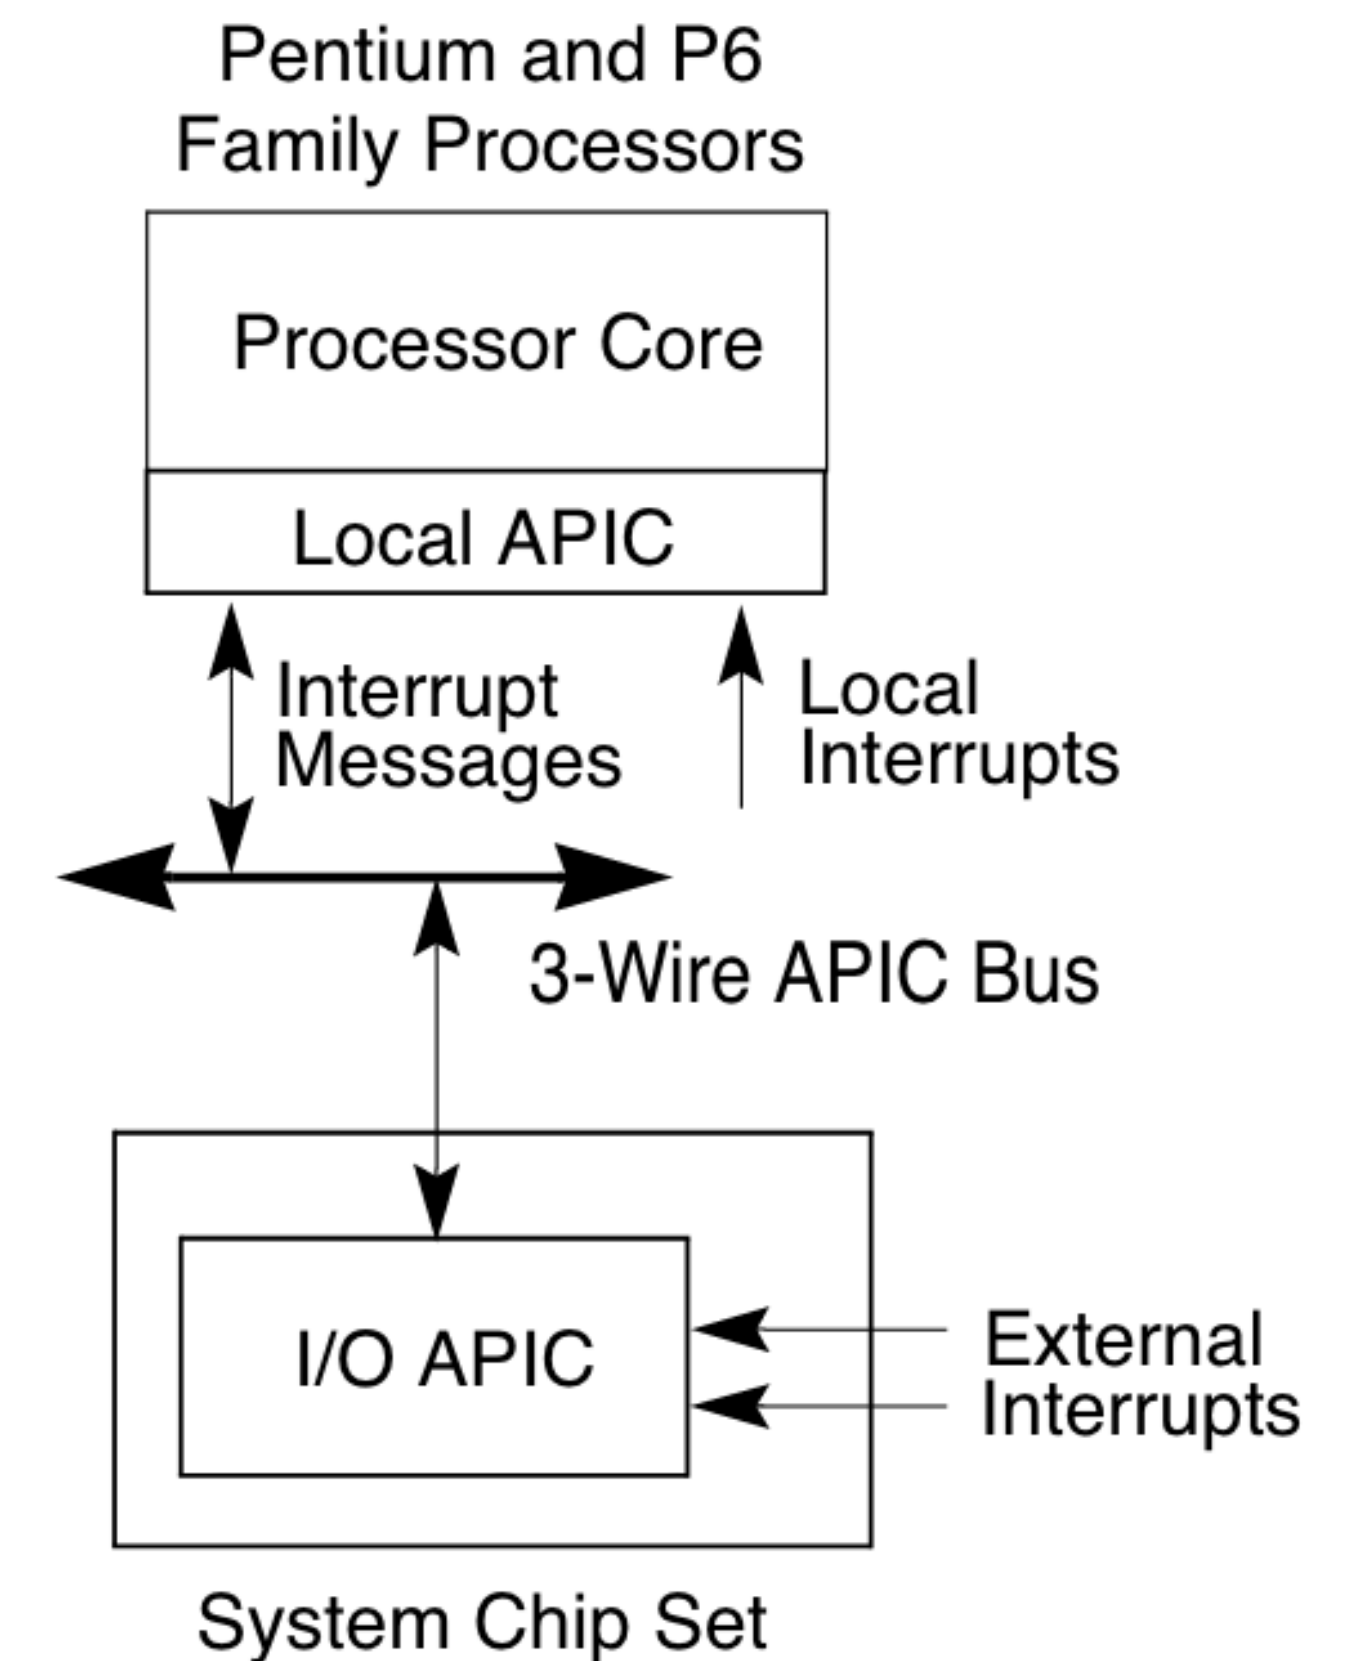 Pentium and P6
Family Processors
Processor Core
Local APIC
Interrupt
Messages
Local
Interrupts
3-Wire APIC Bus
I/O APIC
External
Interrupts
System Chip Set